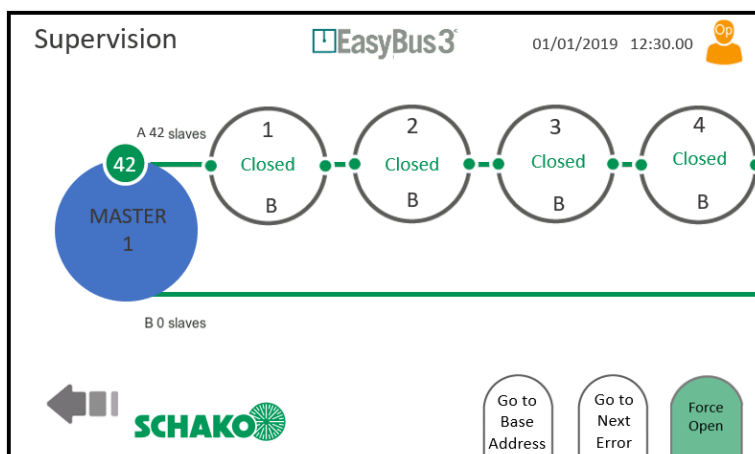 Supervision
EasyBus3
01/01/2019 12:30.00
Op
A 42 slaves
42
MASTER
1
1
Closed
B
2
Closed
B
3
Closed
B
4
Closed
B
B 0 slaves
SCHAKO
Go to
Base
Address
Go to
Next
Error
Force
Open